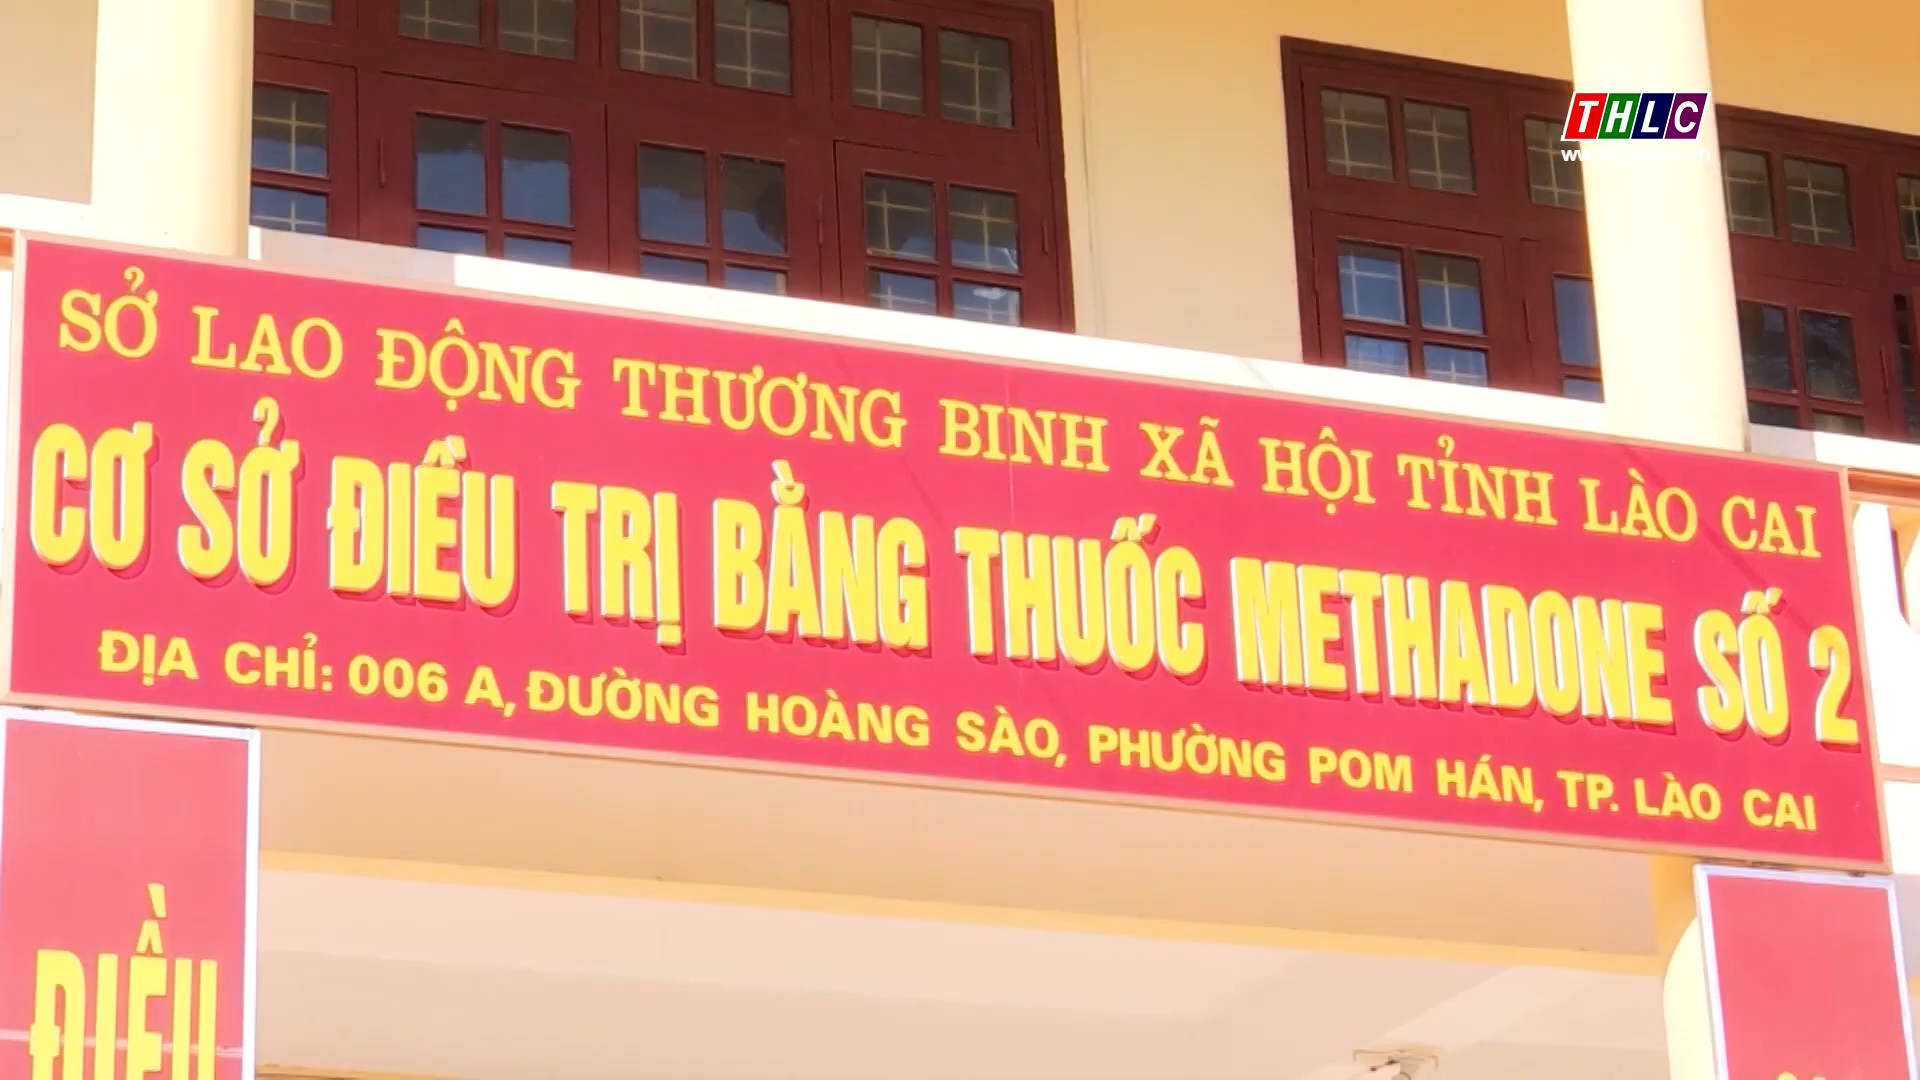 THLC
SỞ LAO ĐỘNG THƯƠNG BINH XÃ HỘI TỈNH LÀO CAI
CƠ SỞ ĐIỀU TRỊ BẰNG THUỐC METHADONE SỐ 2
ĐỊA CHỈ: 006 A, ĐƯỜNG HOÀNG SÀO, PHƯỜNG POM HÁN, TP. LÀO CAI
ĐIỀU